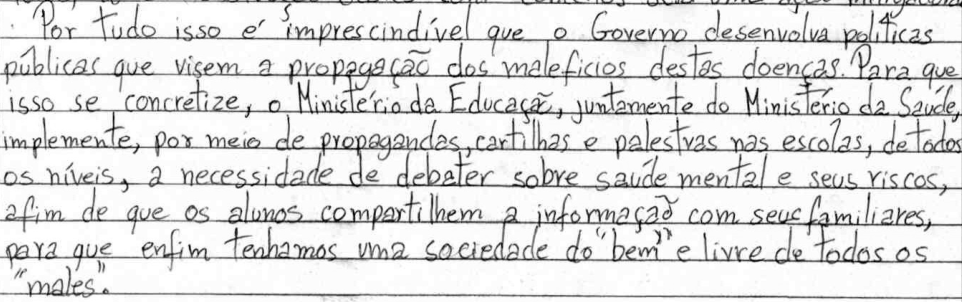 Por tudo isso é imprescindível que o Governo desenvolva políticas
públicas que visem a propagação dos maleficios destas doenças. Para que
isso se concretize, o Ministério da Educação, juntamente do Ministério da Saúde,
implemente, por meio de propagandas, cartilhas e palestras nas escolas, de todos
os níveis, a necessidade de debater sobre saúde mental e seus riscos,
afim de que os alunos compartilhem a informação com seus familiares,
para que enfim tenhamos uma sociedade do "bem" e livre de todos os
"males".